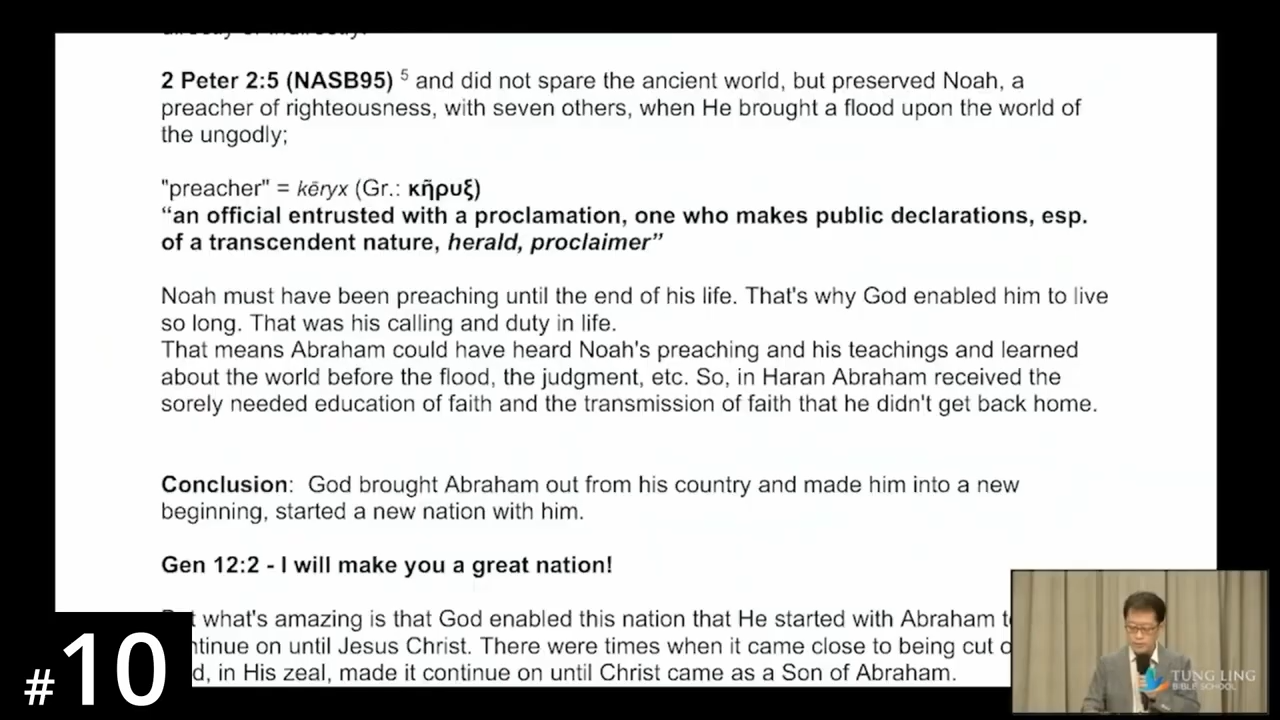 2 Peter 2:5 (NASB95) 5 and did not spare the ancient world, but preserved Noah, a
preacher of righteousness, with seven others, when He brought a flood upon the world of
the ungodly;
"preacher" = kēryx (Gr.: κῆρυξ)
“an official entrusted with a proclamation, one who makes public declarations, esp.
of a transcendent nature, herald, proclaimer”
Noah must have been preaching until the end of his life. That's why God enabled him to live
so long. That was his calling and duty in life.
That means Abraham could have heard Noah's preaching and his teachings and learned
about the world before the flood, the judgment, etc. So, in Haran Abraham received the
sorely needed education of faith and the transmission of faith that he didn't get back home.
Conclusion: God brought Abraham out from his country and made him into a new
beginning, started a new nation with him.
Gen 12:2 - I will make you a great nation!
what's amazing is that God enabled this nation that He started with Abraham
until Jesus Christ. There were times when it came close to being cut
in His zeal, made it continue on until Christ came as a Son of Abraham.
#10
TUNG LING
BIBLE SCHOOL